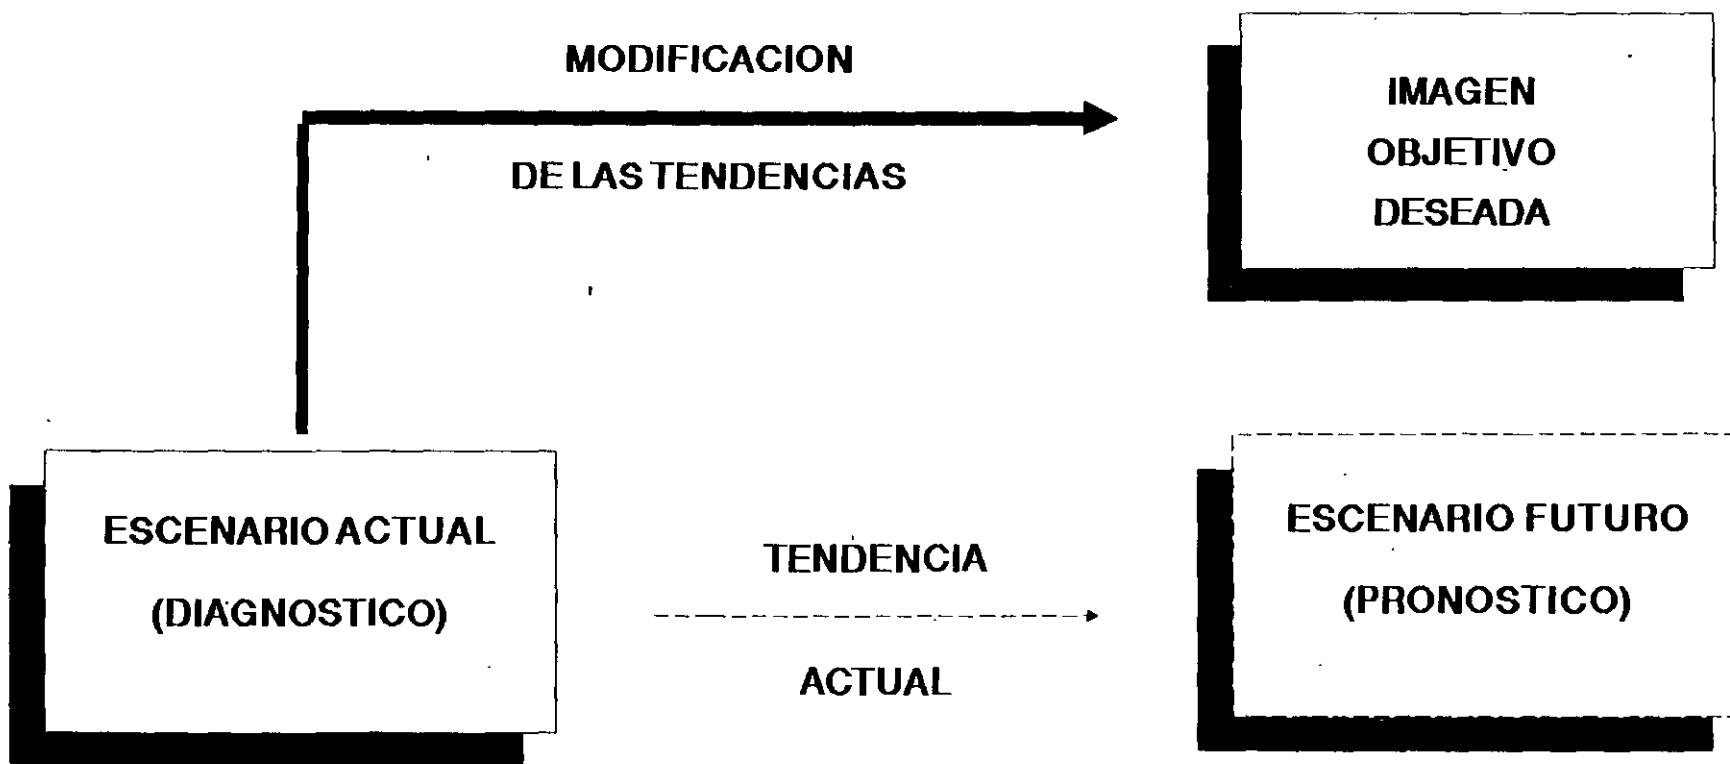 MODIFICACION
DE LAS TENDENCIAS
IMAGEN
OBJETIVO
DESEADA
ESCENARIO ACTUAL
(DIAGNOSTICO)
TENDENCIA
ACTUAL
ESCENARIO FUTURO
(PRONOSTICO)